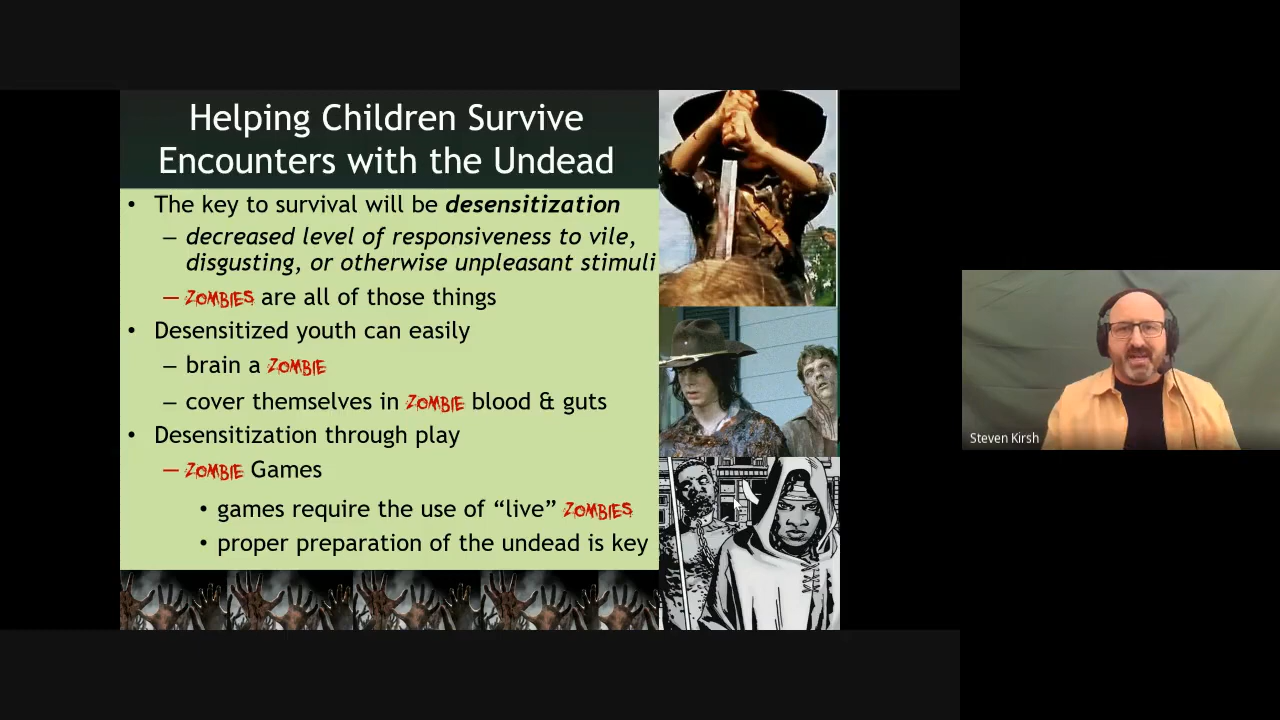 Helping Children Survive
Encounters with the Undead
• The key to survival will be desensitization
– decreased level of responsiveness to vile,
disgusting, or otherwise unpleasant stimuli
– ZOMBIES are all of those things
• Desensitized youth can easily
– brain a ZOMBIE
– cover themselves in ZOMBIE blood & guts
• Desensitization through play
– ZOMBIE Games
• games require the use of “live” ZOMBIES
• proper preparation of the undead is key
Steven Kirsh